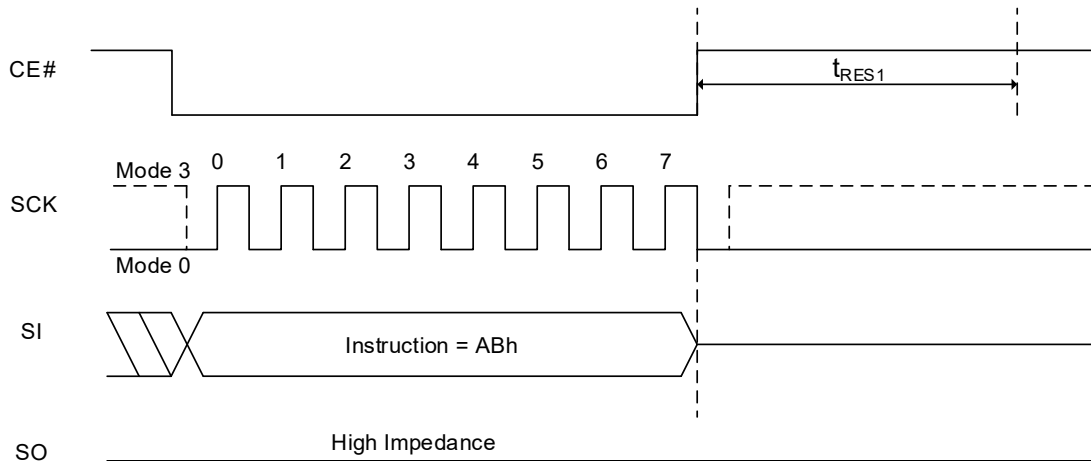 CE#
tRES1
Mode 3
0 1 2 3 4 5 6 7
SCK
Mode 0
SI
Instruction = ABh
High Impedance
SO